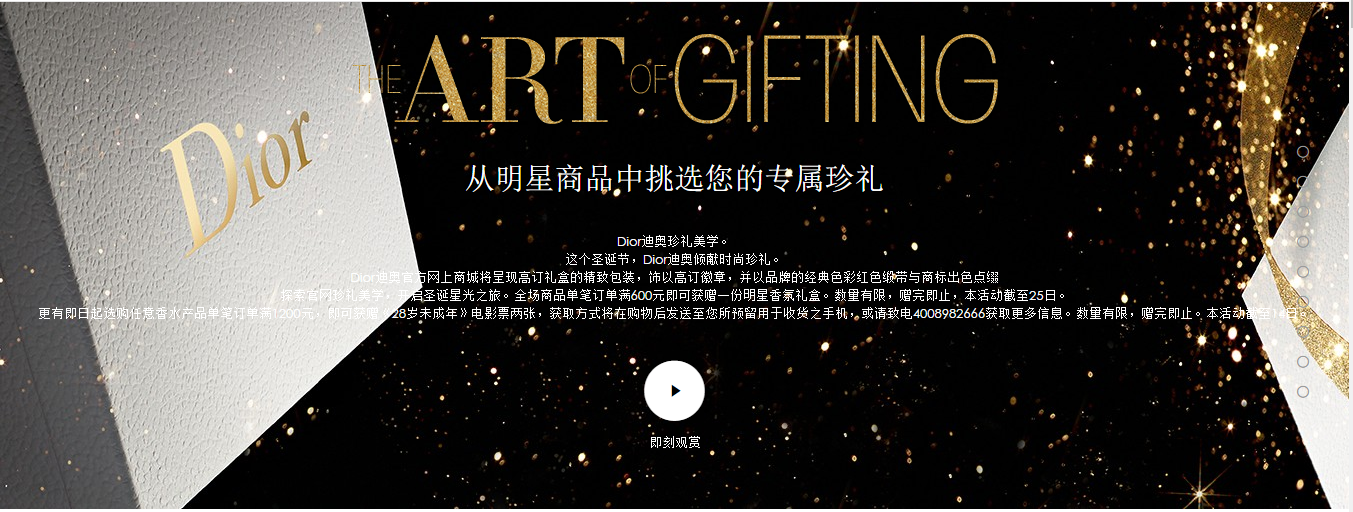 THE ART OF GIFTING
Dior
从明星商品中挑选您的专属珍礼
Dior迪奥珍礼美学。
这个圣诞节，Dior迪奥倾献时尚珍礼。
Dior迪奥官方网上商城将呈现高订礼盒的精致包装，饰以高订徽章，并以品牌的经典色彩红色缎带与商标出色点缀
探索官网珍礼美学，开启圣诞星光之旅。全场商品单笔订单满600元即可获赠一份明星香氛礼盒。数量有限，赠完即止，本活动截至25日。
更有即日起选购任意香水产品单笔订单满1200元，即可获赠《28岁未成年》电影票两张，获取方式将在购物后发送至您所预留用于收货之手机，或请致电4008982666获取更多信息。数量有限，赠完即止。本活动截至14日。
即刻观赏